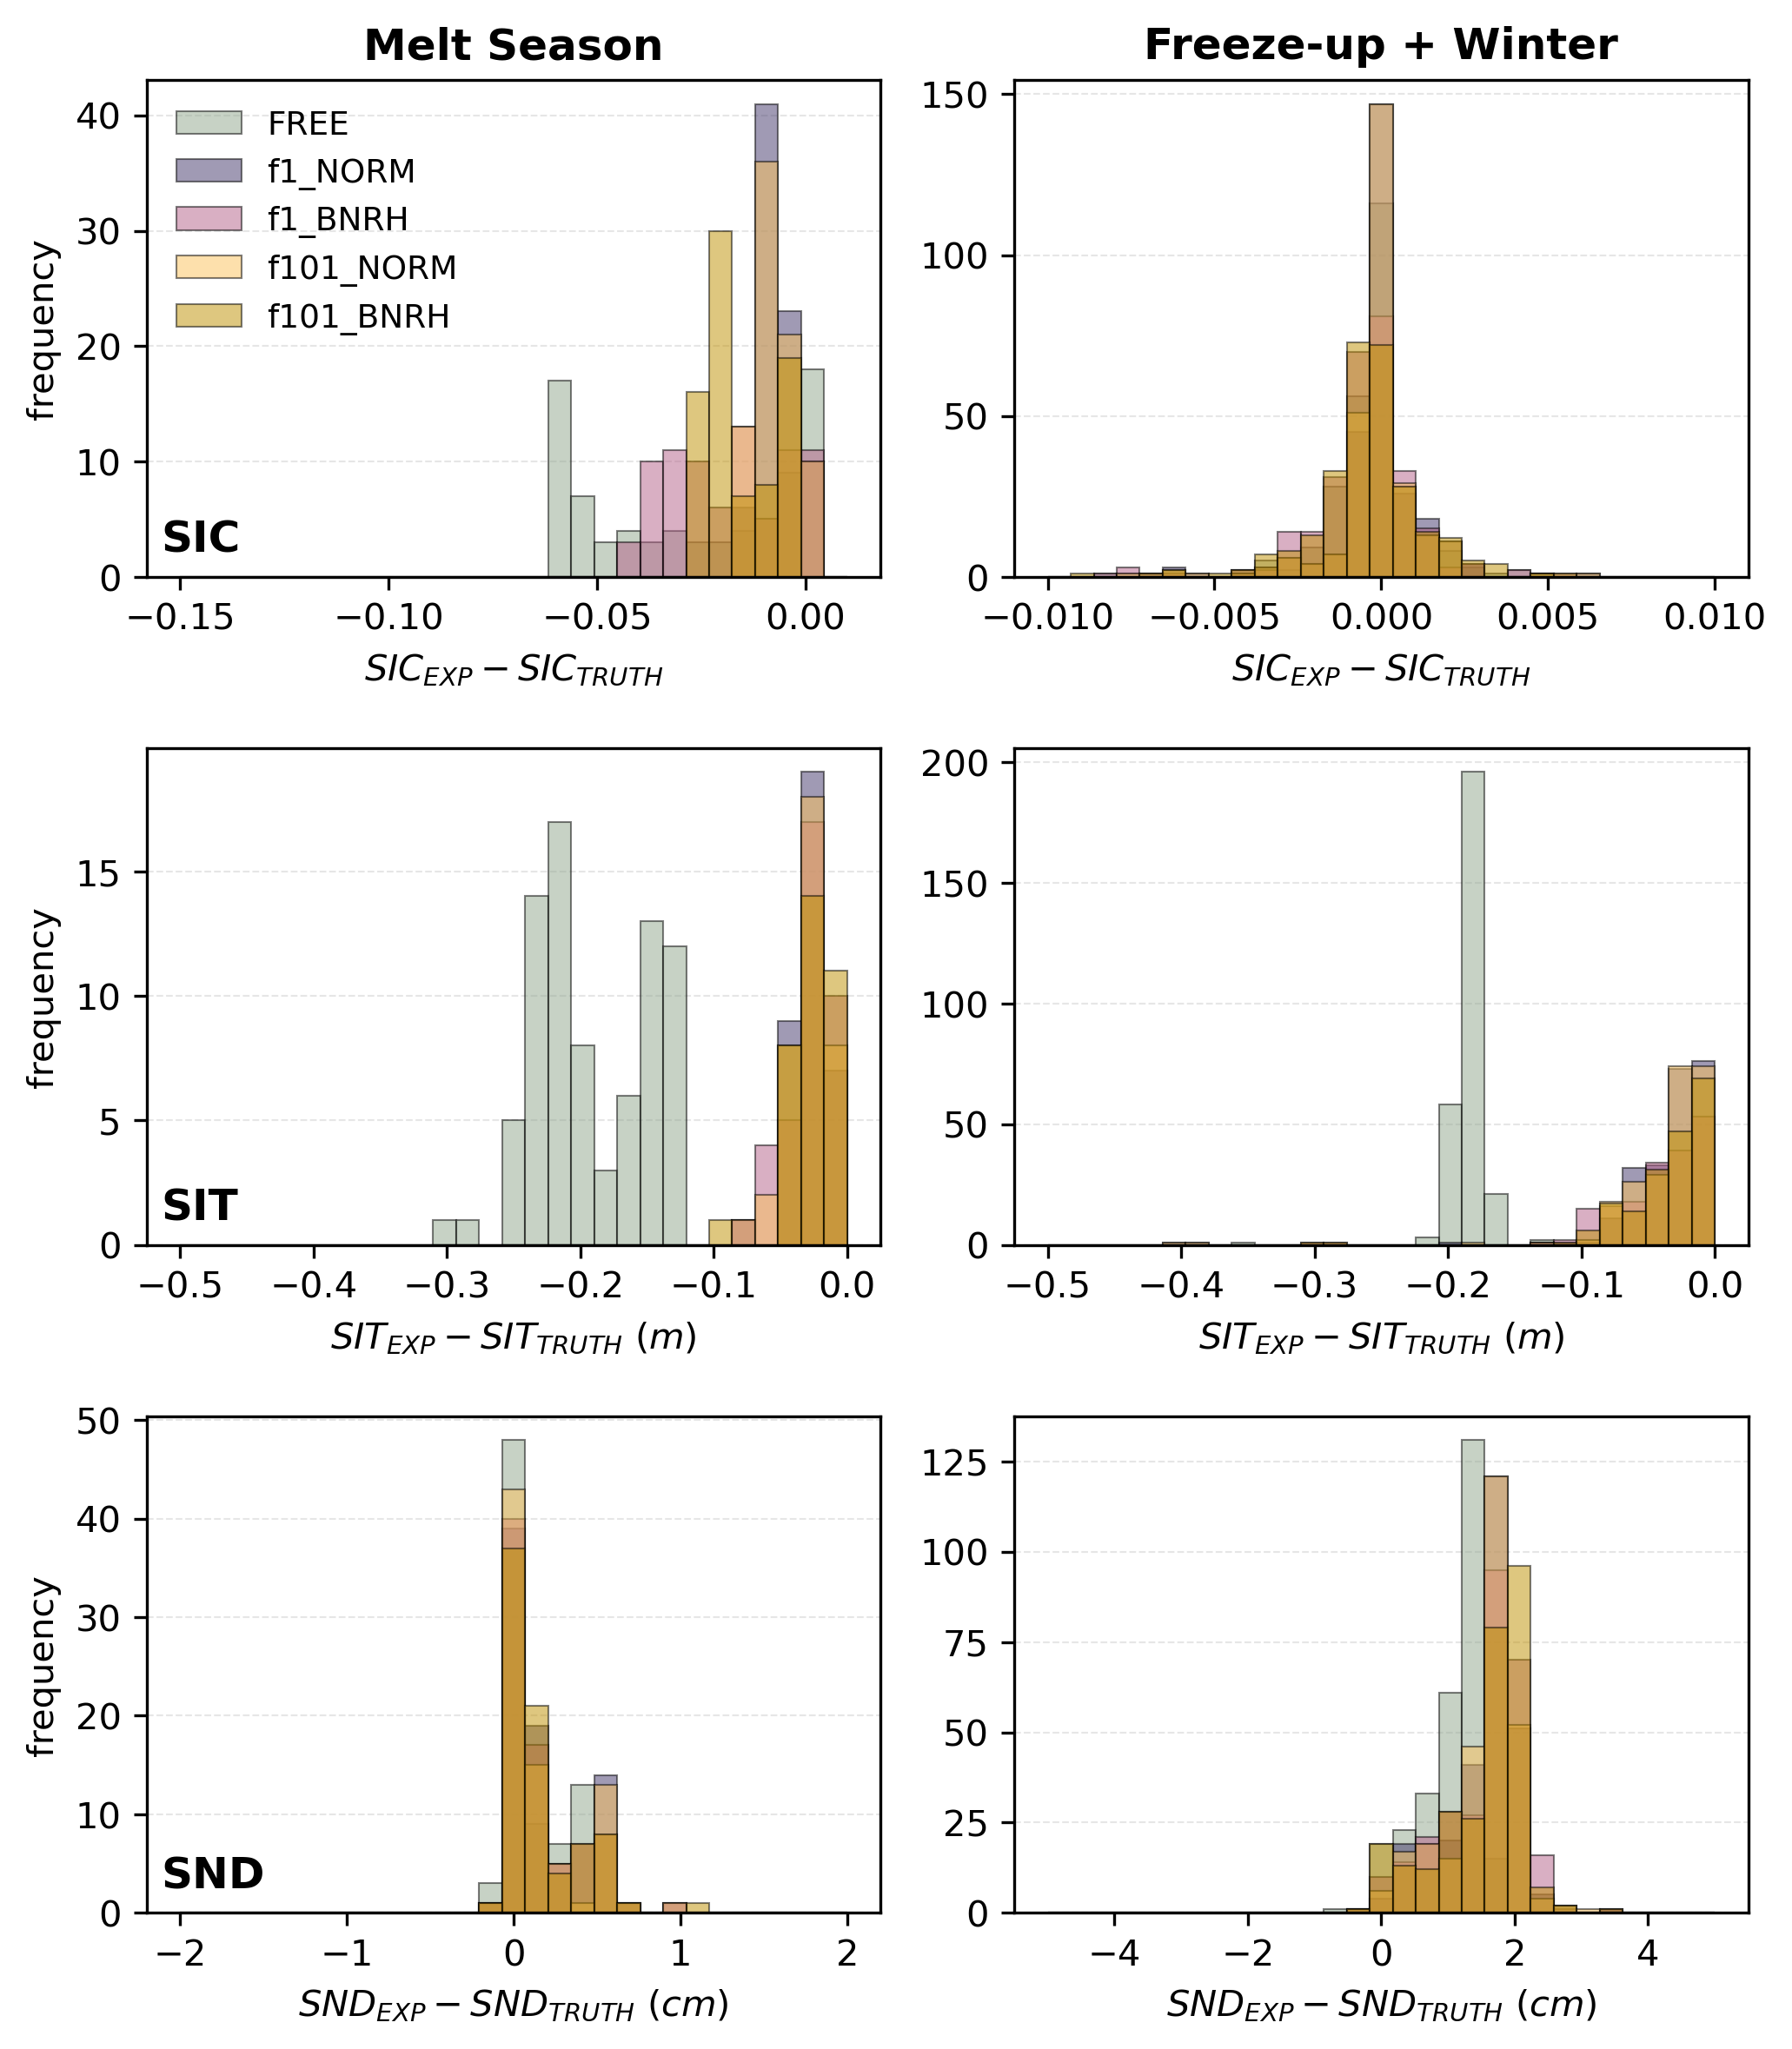 Melt Season
Freeze-up + Winter
frequency
40
30
20
10
0
FREE
f1_NORM
f1_BNRH
f101_NORM
f101_BNRH
SIC
−0.15 −0.10 −0.05 0.00
SIC_EXP − SIC_TRUTH
150
100
50
0
−0.010 −0.005 0.000 0.005 0.010
SIC_EXP − SIC_TRUTH
frequency
15
10
5
0
SIT
−0.5 −0.4 −0.3 −0.2 −0.1 0.0
SIT_EXP − SIT_TRUTH (m)
200
150
100
50
0
−0.5 −0.4 −0.3 −0.2 −0.1 0.0
SIT_EXP − SIT_TRUTH (m)
frequency
50
40
30
20
10
0
SND
−2 −1 0 1 2
SND_EXP − SND_TRUTH (cm)
125
100
75
50
25
0
−4 −2 0 2 4
SND_EXP − SND_TRUTH (cm)